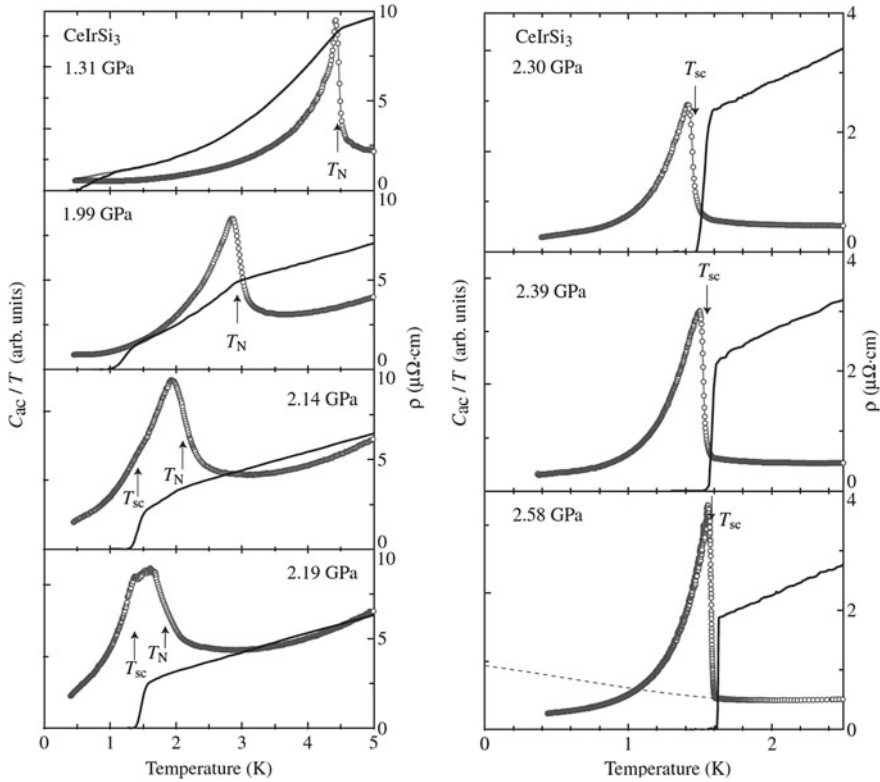 CeIrSi3
1.31 GPa
TN
10
5
0
1.99 GPa
TN
10
5
0
2.14 GPa
Tsc
TN
10
5
0
2.19 GPa
Tsc
TN
10
5
0
0 1 2 3 4 5
Temperature (K)
Cac / T (arb. units)
ρ (μΩ·cm)
CeIrSi3
2.30 GPa
Tsc
4
2
0
2.39 GPa
Tsc
4
2
0
2.58 GPa
Tsc
4
2
0
0 1 2
Temperature (K)
Cac / T (arb. units)
ρ (μΩ·cm)